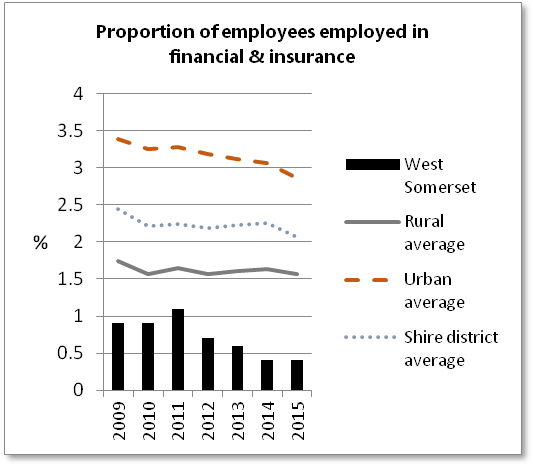 Proportion of employees employed in
financial & insurance
4
3.5
3
2.5
2
1.5
1
0.5
0
%
2009
2010
2011
2012
2013
2014
2015
West
Somerset
Rural
average
Urban
average
Shire district
average